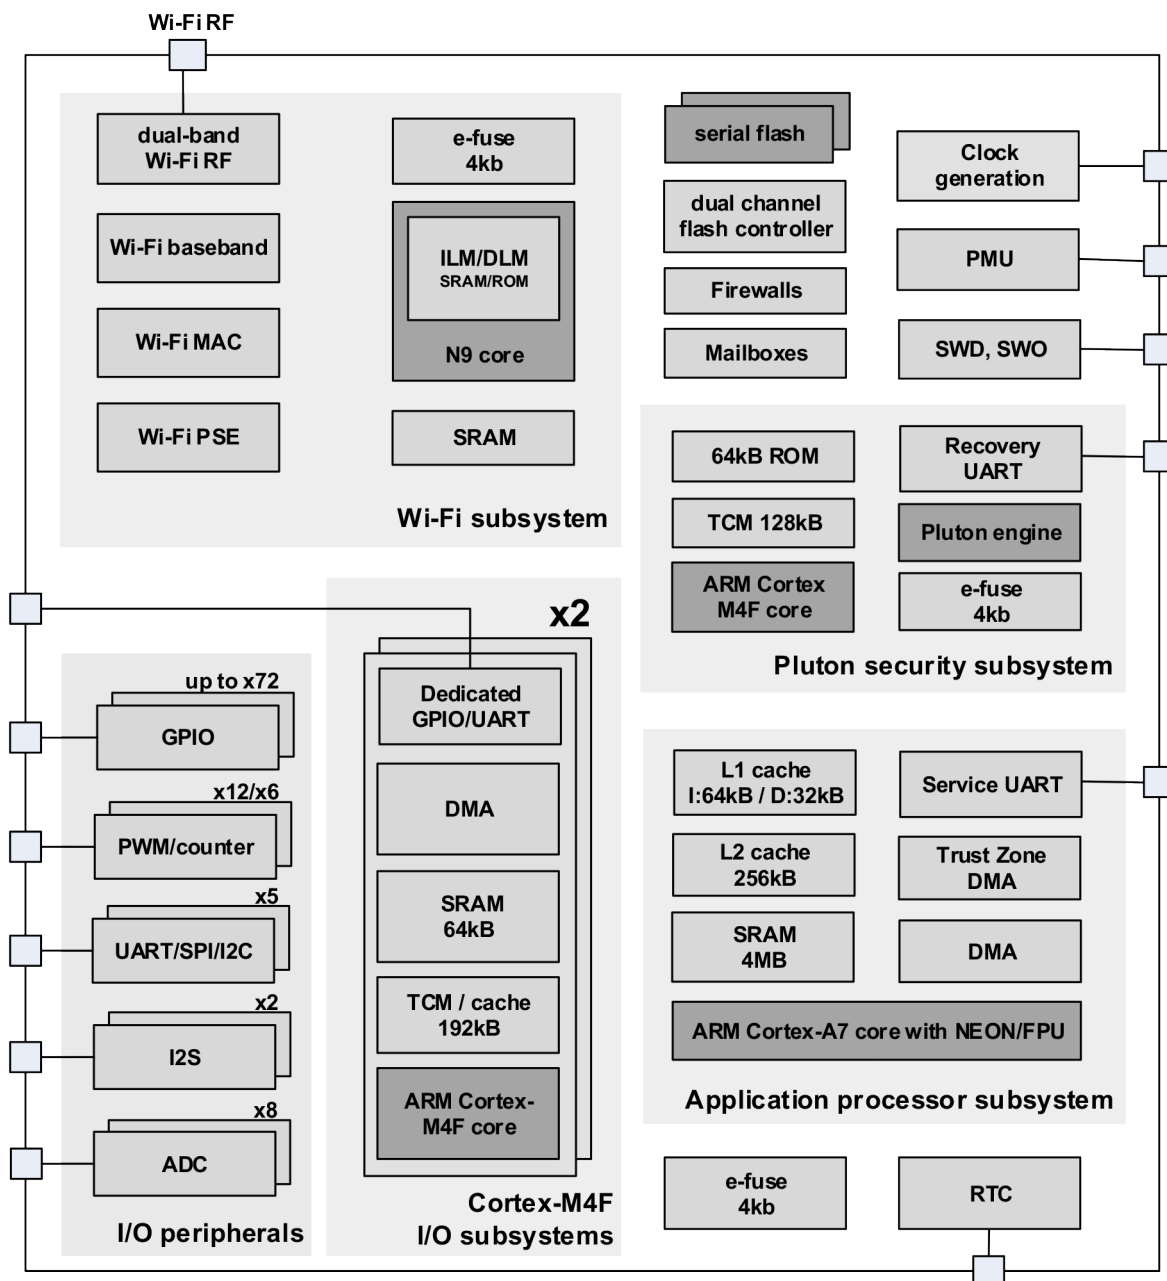 Wi-Fi RF
dual-band
Wi-Fi RF
Wi-Fi baseband
Wi-Fi MAC
Wi-Fi PSE
e-fuse
4kb
ILM/DLM
SRAM/ROM
N9 core
SRAM
Wi-Fi subsystem
serial flash
dual channel
flash controller
Firewalls
Mailboxes
Clock
generation
PMU
SWD, SWO
64kB ROM
TCM 128kB
ARM Cortex
M4F core
Recovery
UART
Pluton engine
e-fuse
4kb
Pluton security subsystem
up to x72
GPIO
x12/x6
PWM/counter
x5
UART/SPI/I2C
x2
I2S
x8
ADC
I/O peripherals
x2
Dedicated
GPIO/UART
DMA
SRAM
64kB
TCM / cache
192kB
ARM Cortex-
M4F core
Cortex-M4F
I/O subsystems
L1 cache
I:64kB / D:32kB
L2 cache
256kB
SRAM
4MB
Service UART
Trust Zone
DMA
DMA
ARM Cortex-A7 core with NEON/FPU
Application processor subsystem
e-fuse
4kb
RTC